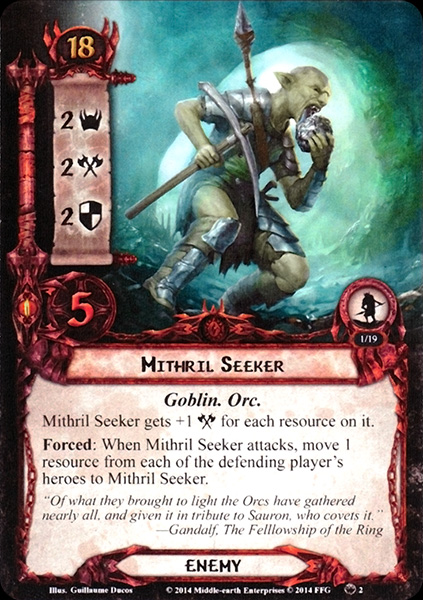 18
2
2
2
5
1/19
Mithril Seeker
Goblin. Orc.
Mithril Seeker gets +1 for each resource on it.
Forced: When Mithril Seeker attacks, move 1
resource from each of the defending player's
heroes to Mithril Seeker.
"Of what they brought to light the Orcs have gathered
nearly all, and given it in tribute to Sauron, who covets it."
—Gandalf, The Felllowship of the Ring
ENEMY
Illus. Guillaume Ducos
© 2014 Middle-earth Enterprises © 2014 FFG
2